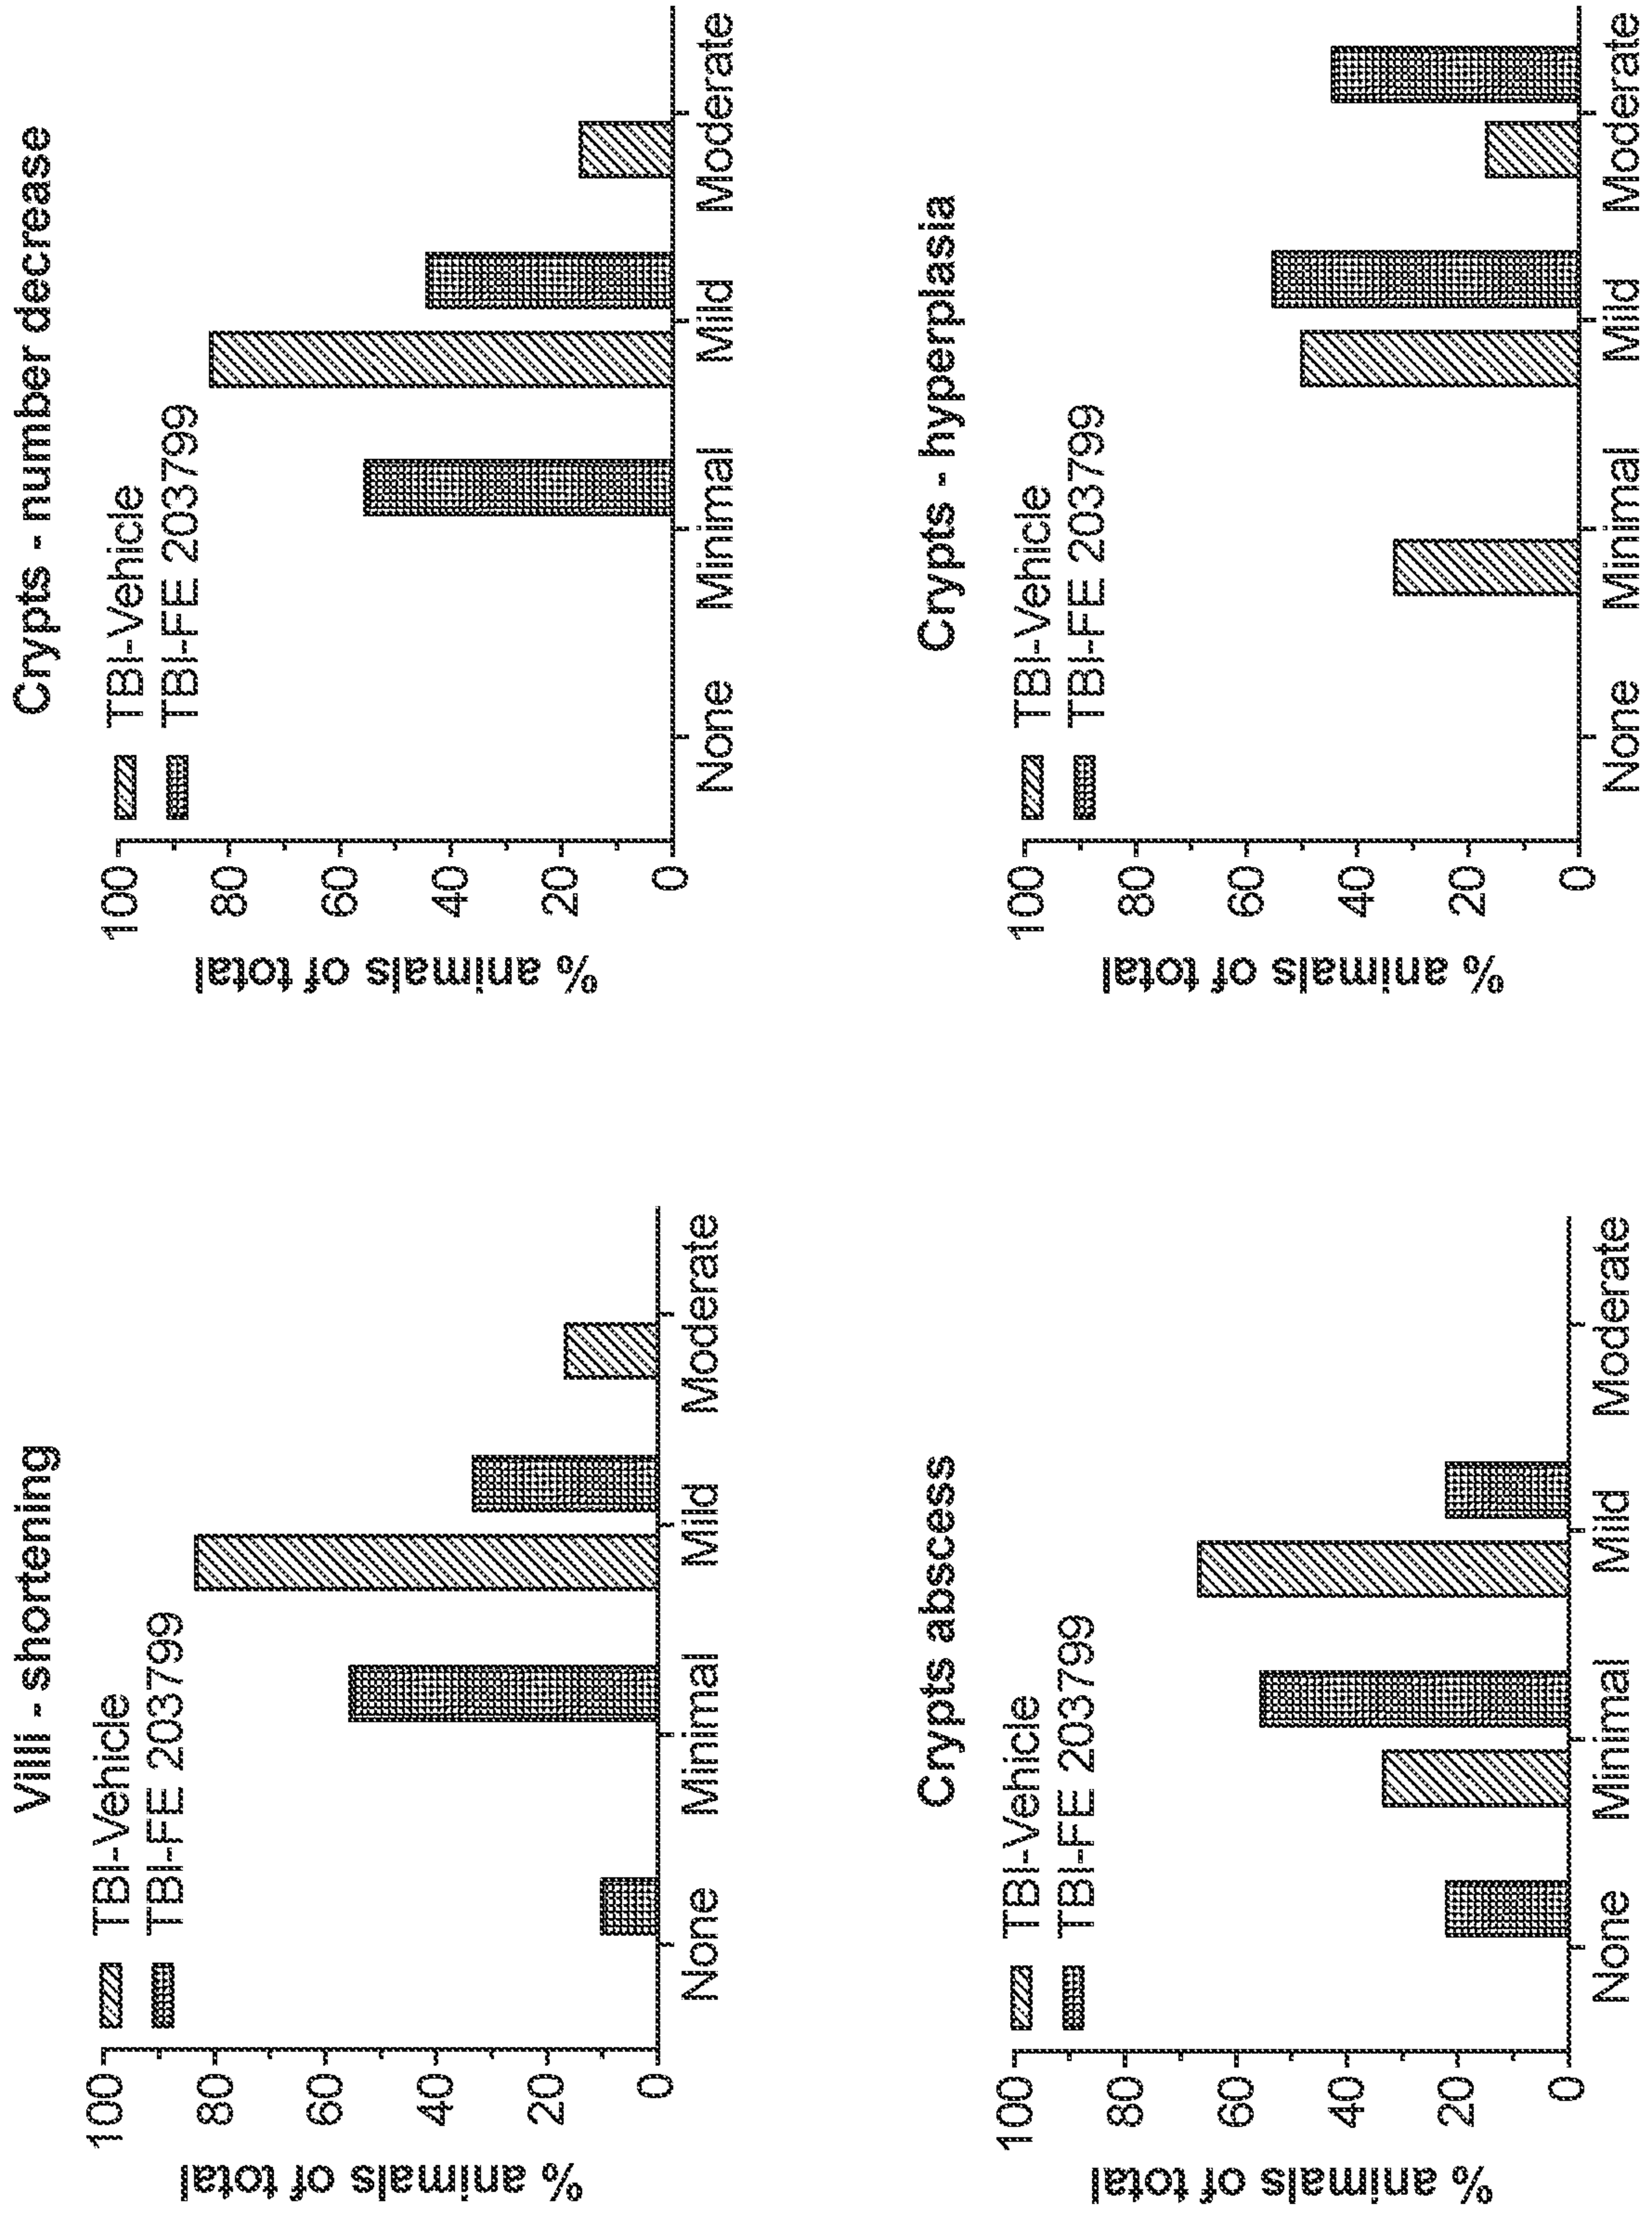 Villi - shortening
TBI-Vehicle
TBI-FE 203799
% animals of total
100
80
60
40
20
0
None
Minimal
Mild
Moderate
Crypts - number decrease
TBI-Vehicle
TBI-FE 203799
% animals of total
100
80
60
40
20
0
None
Minimal
Mild
Moderate
Crypts abscess
TBI-Vehicle
TBI-FE 203799
% animals of total
100
80
60
40
20
0
None
Minimal
Mild
Moderate
Crypts - hyperplasia
TBI-Vehicle
TBI-FE 203799
% animals of total
100
80
60
40
20
0
None
Minimal
Mild
Moderate